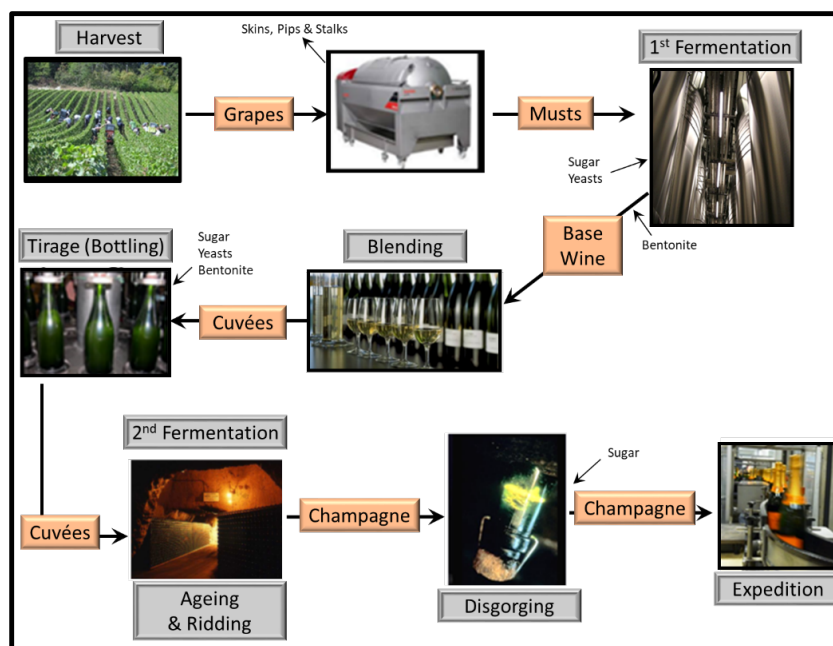 Harvest
Skins, Pips & Stalks
1st Fermentation
Grapes
Musts
Sugar
Yeasts
Base
Wine
Bentonite
Tirage (Bottling)
Sugar
Yeasts
Bentonite
Blending
Cuvées
2nd Fermentation
Sugar
Cuvées
Champagne
Champagne
Ageing
& Ridding
Disgorging
Expedition